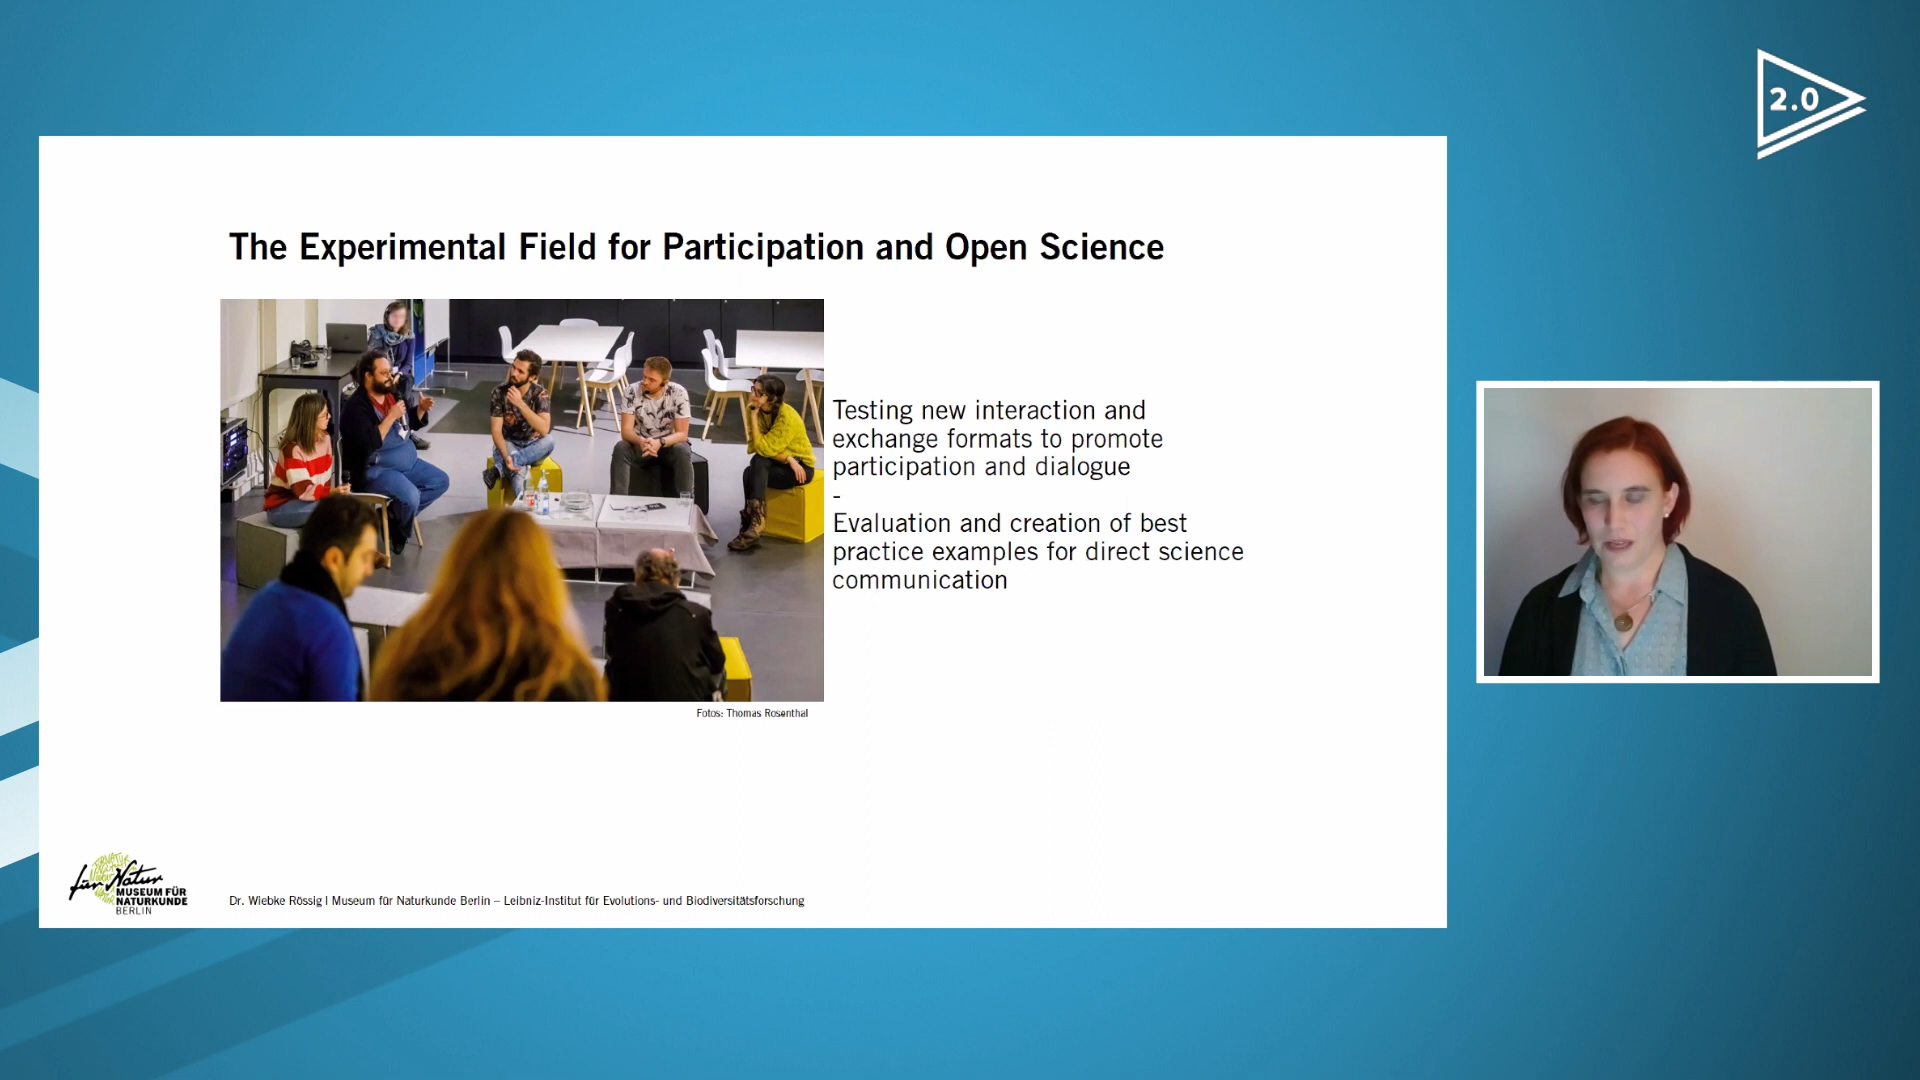 2.0
The Experimental Field for Participation and Open Science
Testing new interaction and
exchange formats to promote
participation and dialogue
-
Evaluation and creation of best
practice examples for direct science
communication
Fotos: Thomas Rosenthal
für Natur
MUSEUM FÜR
NATURKUNDE
BERLIN
Dr. Wiebke Rössig | Museum für Naturkunde Berlin – Leibniz-Institut für Evolutions- und Biodiversitätsforschung